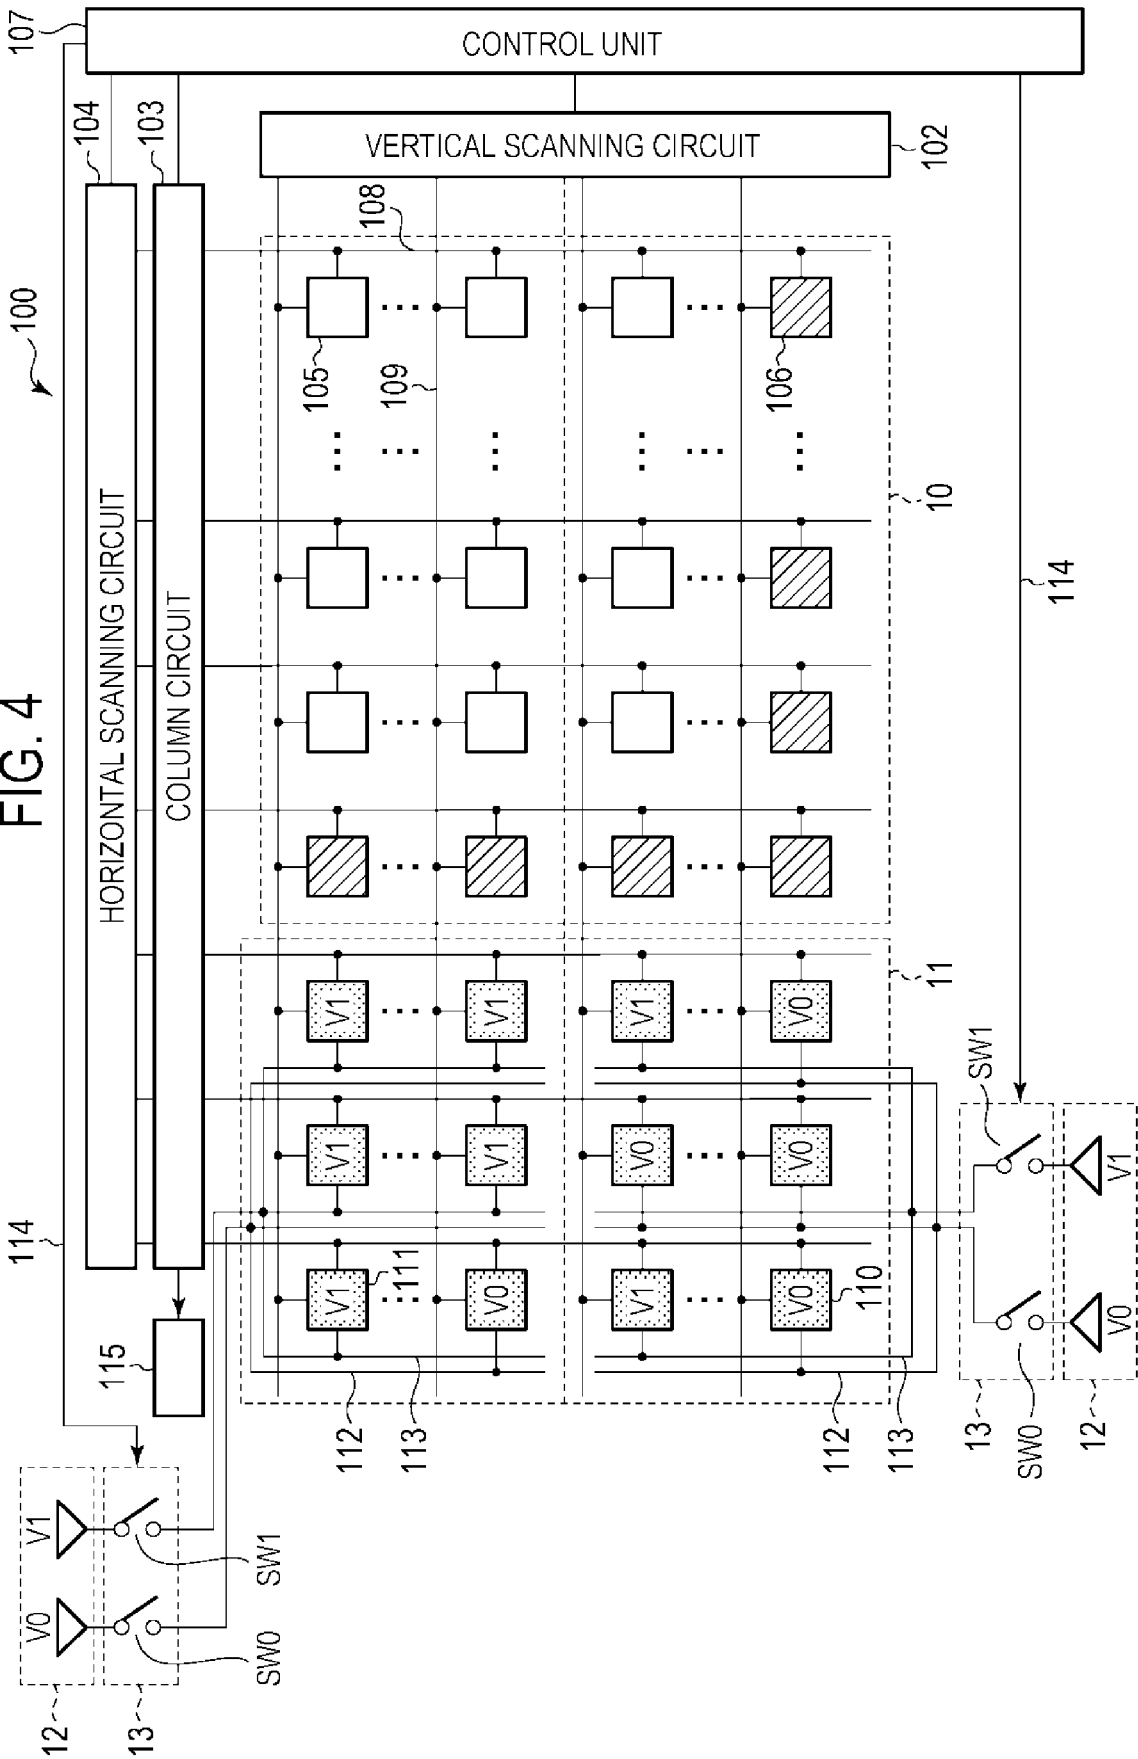 FIG. 4
100
107
CONTROL UNIT
104
HORIZONTAL SCANNING CIRCUIT
103
COLUMN CIRCUIT
VERTICAL SCANNING CIRCUIT
102
108
105
109
106
10
114
114
115
V1 V1 V1 V0
11
V1 V1 V0 V0
V1 111 V0 V1 V0 110
112
113
112
113
V0 V1
12
13
SW0 SW1
SW1
SW0
13
12
V0 V1